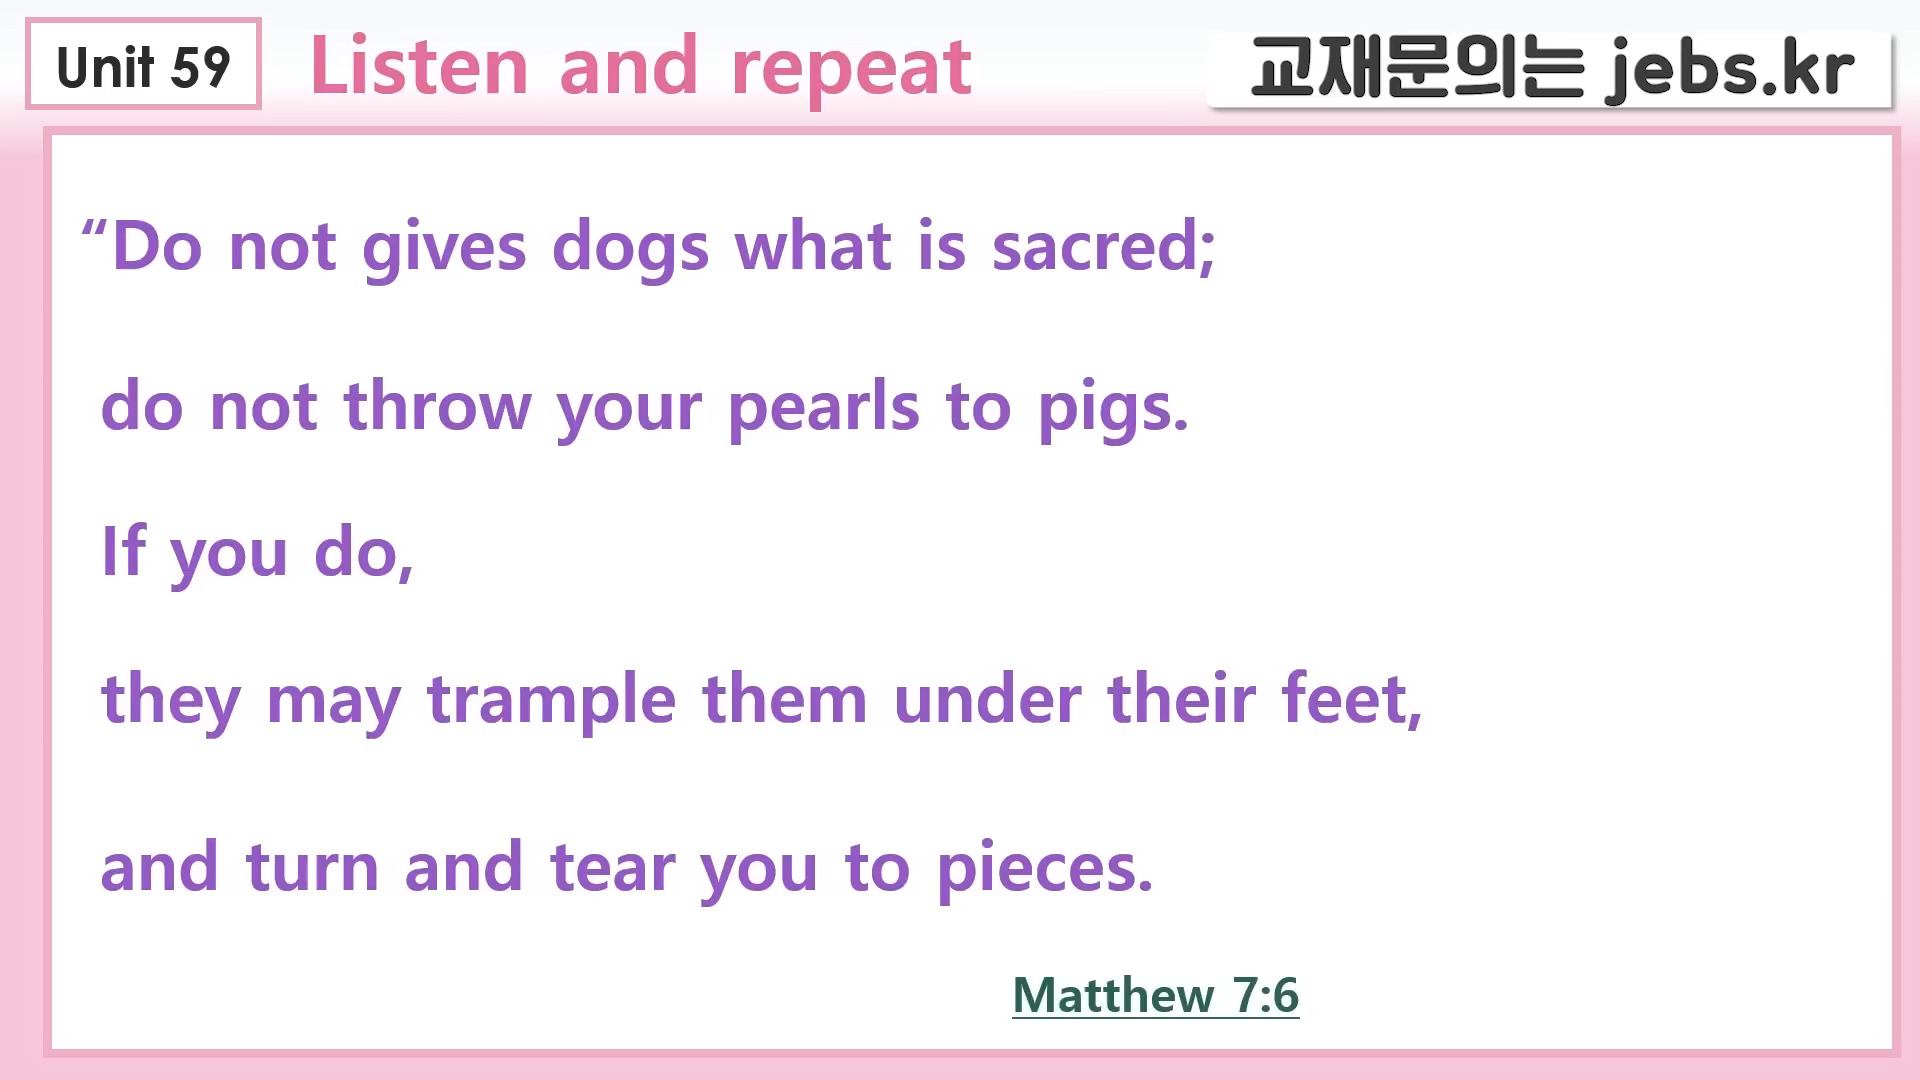 Unit 59
Listen and repeat
교재문의는 jebs.kr
“Do not gives dogs what is sacred;
do not throw your pearls to pigs.
If you do,
they may trample them under their feet,
and turn and tear you to pieces.
Matthew 7:6